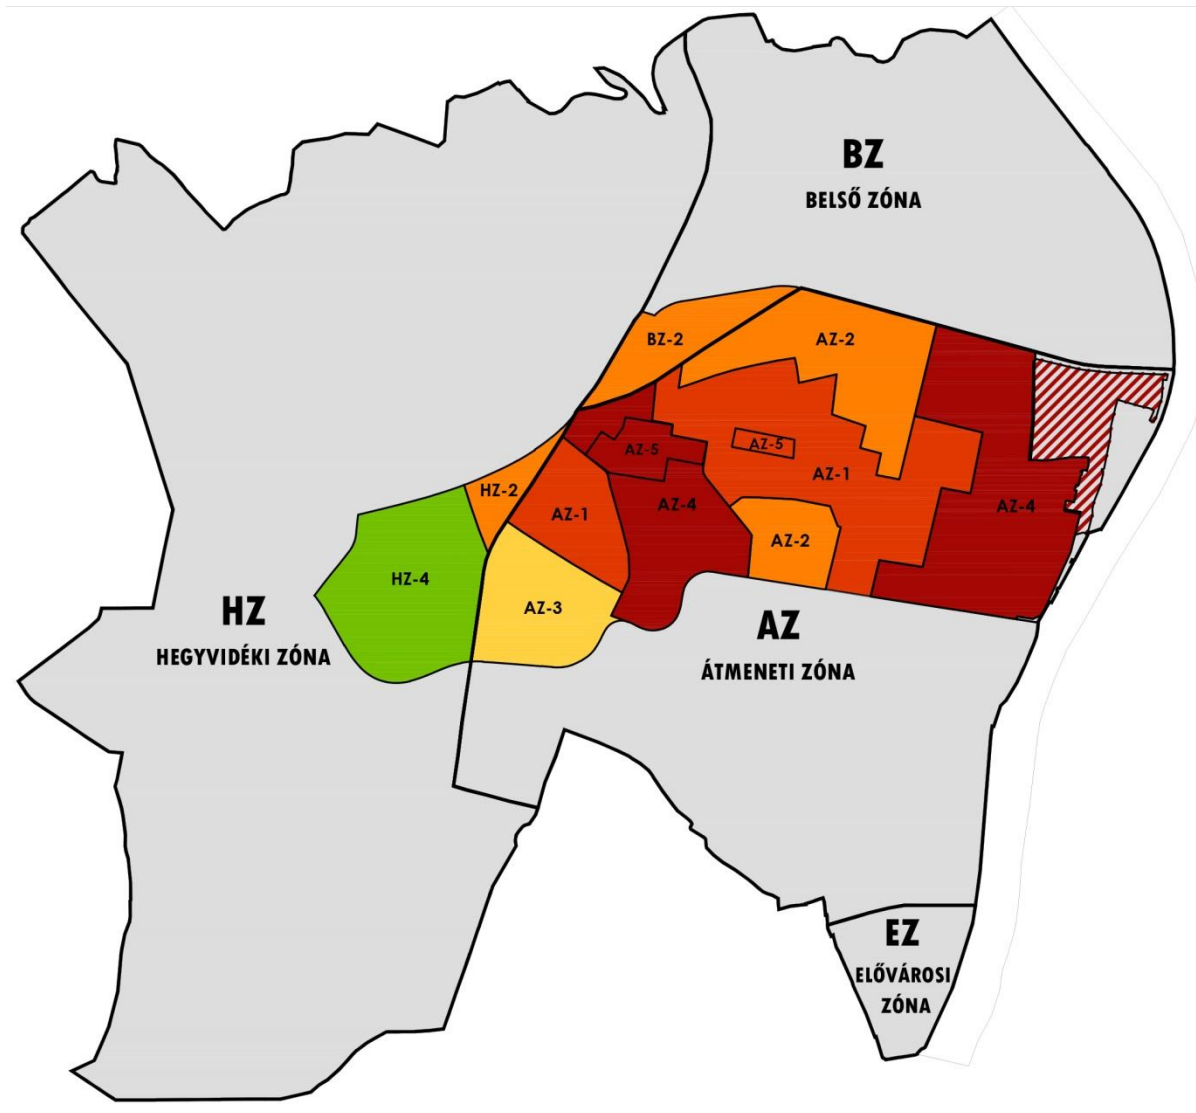 BZ
BELSŐ ZÓNA
BZ-2
AZ-2
AZ-5
AZ-5
AZ-1
HZ-2
AZ-1
AZ-4
AZ-4
AZ-2
HZ-4
AZ-3
HZ
HEGYVIDÉKI ZÓNA
AZ
ÁTMENETI ZÓNA
EZ
ELŐVÁROSI
ZÓNA